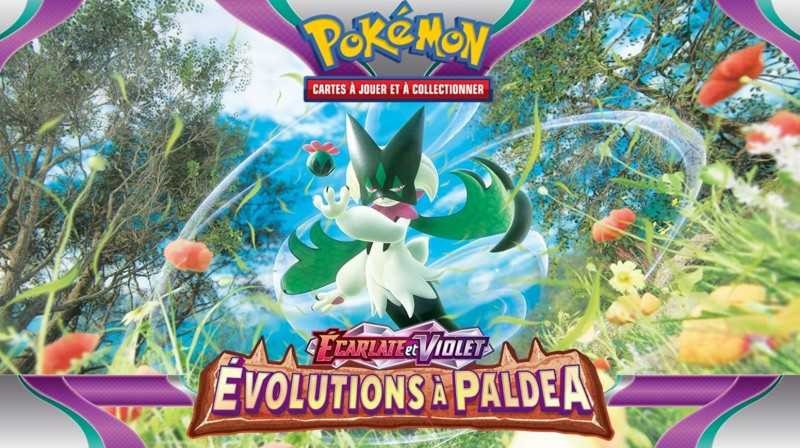 POKéMON
CARTES À JOUER ET À COLLECTIONNER
ÉCARLATE et VIOLET
ÉVOLUTIONS À PALDEA